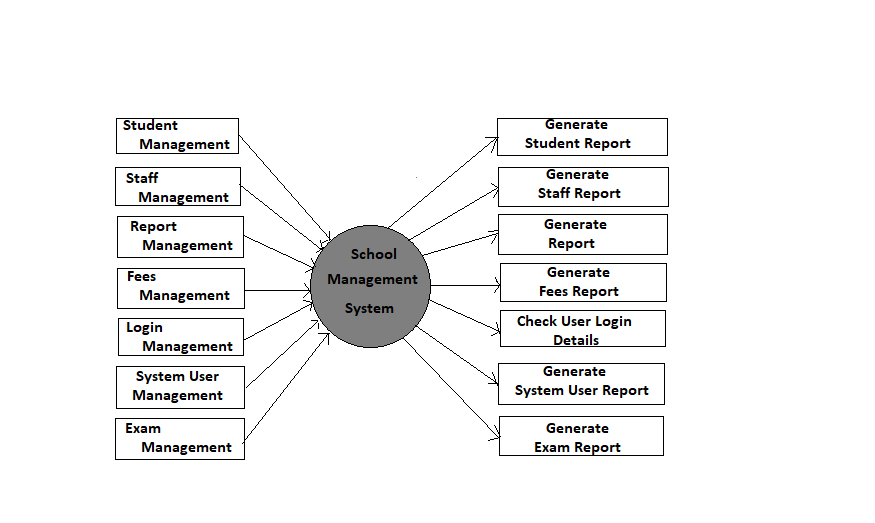 Student
Management
Staff
Management
Report
Management
Fees
Management
Login
Management
System User
Management
Exam
Management
School
Management
System
Generate
Student Report
Generate
Staff Report
Generate
Report
Generate
Fees Report
Check User Login
Details
Generate
System User Report
Generate
Exam Report